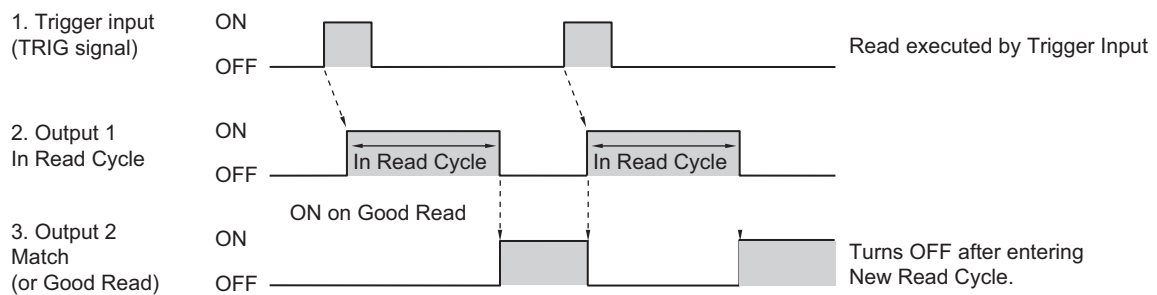 1. Trigger input
(TRIG signal)
ON
OFF
Read executed by Trigger Input
2. Output 1
In Read Cycle
ON
OFF
In Read Cycle
In Read Cycle
ON on Good Read
3. Output 2
Match
(or Good Read)
ON
OFF
Turns OFF after entering
New Read Cycle.